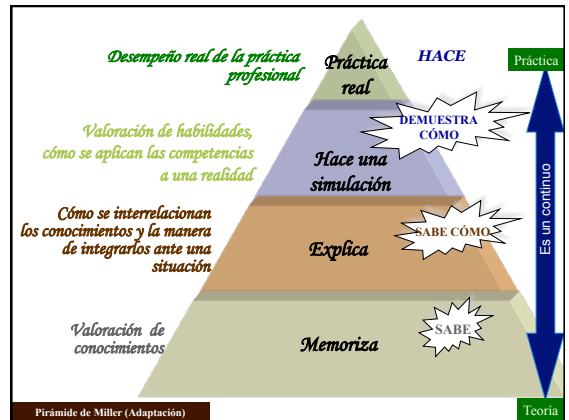 Desempeño real de la práctica
profesional
Práctica
real
HACE
Práctica
Valoración de habilidades,
cómo se aplican las competencias
a una realidad
Hace una
simulación
DEMUESTRA
CÓMO
Cómo se interrelacionan
los conocimientos y la manera
de integrarlos ante una
situación
Explica
SABE CÓMO
Es un continuo
Valoración de
conocimientos
Memoriza
SABE
Pirámide de Miller (Adaptación)
Teoría